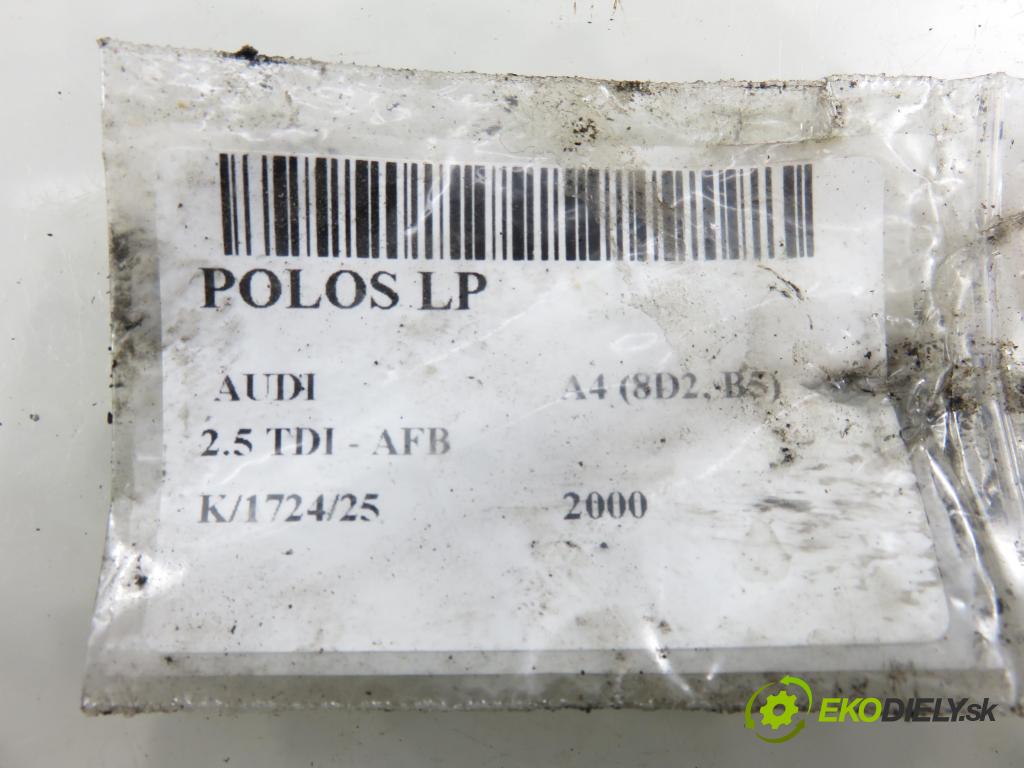 POLOS LP
AUDI A4 (8D2, B5)
2.5 TDI - AFB
K/1724/25 2000
EKODIELY.sk